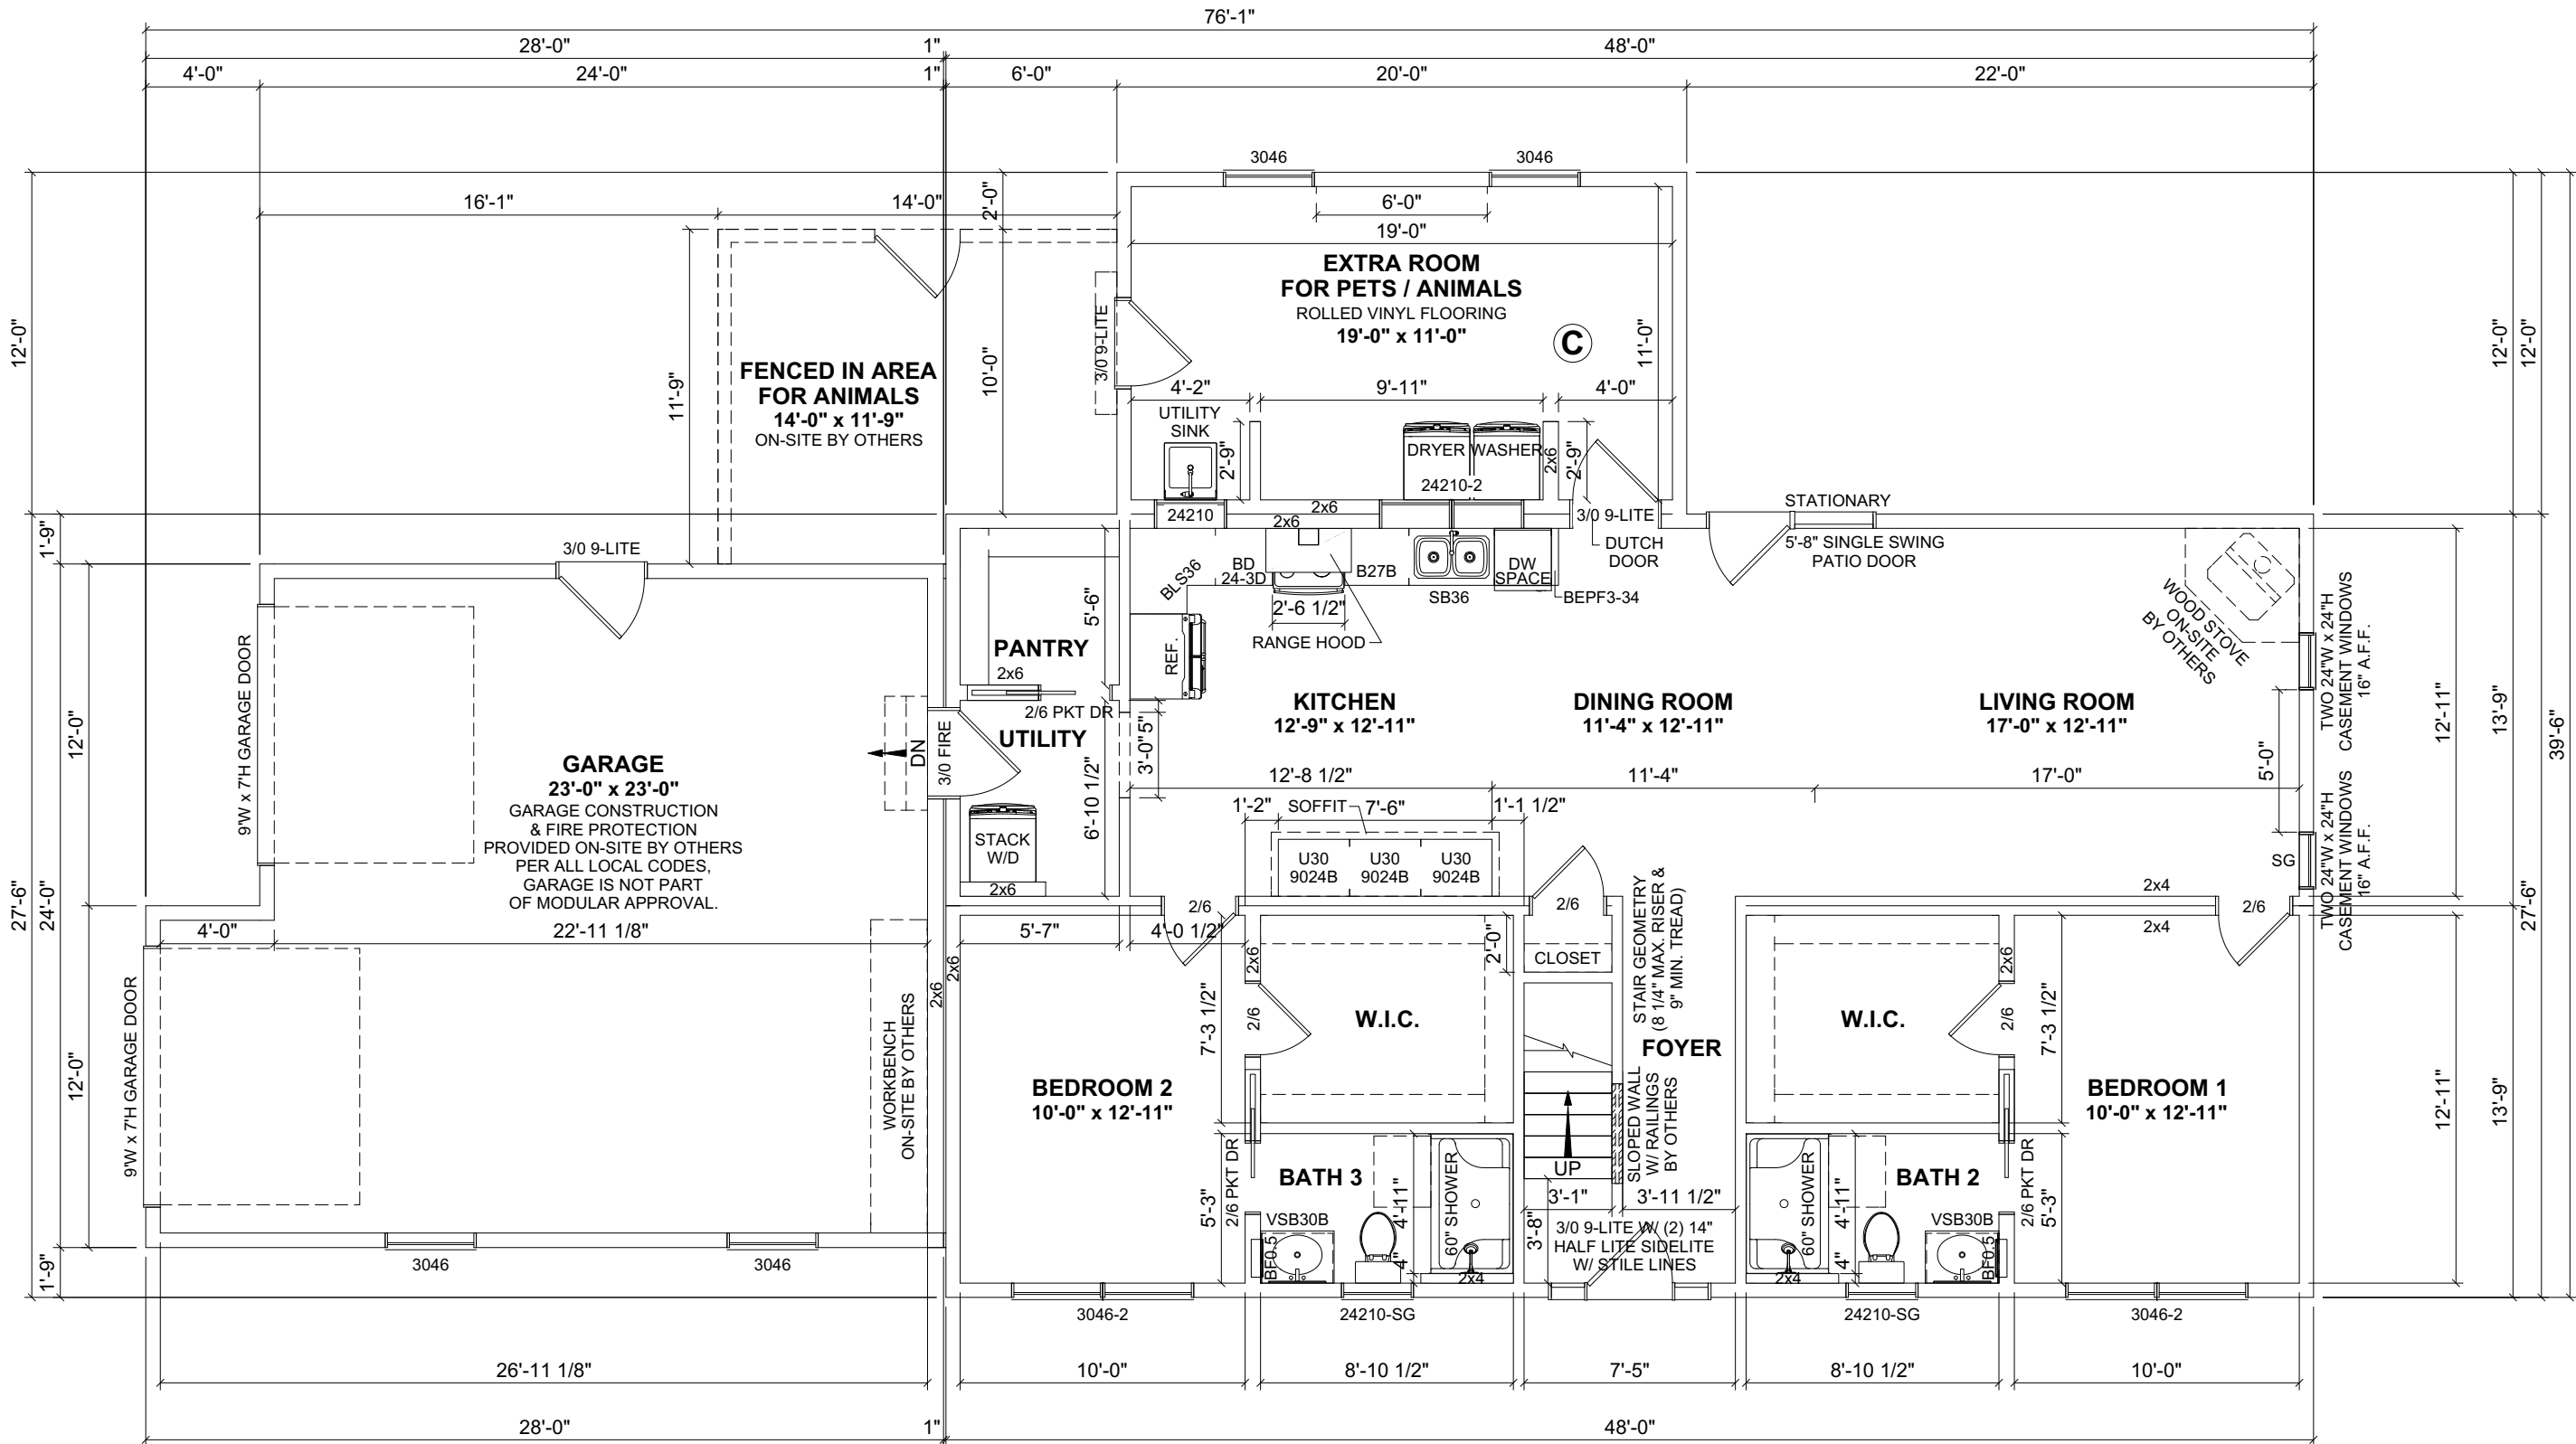 76'-1"
28'-0" 1" 48'-0"
4'-0" 24'-0" 1" 6'-0" 20'-0" 22'-0"
3046 3046
16'-1" 14'-0" 2'-0" 6'-0"
19'-0"
EXTRA ROOM
FOR PETS / ANIMALS
ROLLED VINYL FLOORING
19'-0" x 11'-0"
C
11'-0"
12'-0"
12'-0"
12'-0"
3/0 9-LITE
10'-0"
11'-9"
FENCED IN AREA
FOR ANIMALS
14'-0" x 11'-9"
ON-SITE BY OTHERS
4'-2" 9'-11" 4'-0"
UTILITY
SINK
2'-9"
DRYER WASHER
2x6
2'-9"
24210-2
24210
2x6
2x6
3/0 9-LITE
DUTCH
DOOR
STATIONARY
5'-8" SINGLE SWING
PATIO DOOR
1'-9"
3/0 9-LITE
BLS36
BD
24-3D
B27B
SB36
DW
SPACE
BEPF3-34
2'-6 1/2"
RANGE HOOD
REF.
5'-6"
PANTRY
2x6
2/6 PKT DR
WOOD STOVE
ON-SITE
BY OTHERS
TWO 24"W x 24"H
CASEMENT WINDOWS
16" A.F.F.
9'W x 7'H GARAGE DOOR
KITCHEN
12'-9" x 12'-11"
DINING ROOM
11'-4" x 12'-11"
LIVING ROOM
17'-0" x 12'-11"
12'-11"
13'-9"
39'-6"
12'-0"
GARAGE
23'-0" x 23'-0"
GARAGE CONSTRUCTION
& FIRE PROTECTION
PROVIDED ON-SITE BY OTHERS
PER ALL LOCAL CODES,
GARAGE IS NOT PART
OF MODULAR APPROVAL.
DN
3/0 FIRE
UTILITY
5"
3'-0"
6'-10 1/2"
STACK
W/D
2x6
12'-8 1/2" 11'-4" 17'-0"
5'-0"
1'-2" SOFFIT 7'-6" 1'-1 1/2"
U30
9024B
U30
9024B
U30
9024B
SG
TWO 24"W x 24"H
CASEMENT WINDOWS
16" A.F.F.
27'-6"
24'-0"
27'-6"
2/6
2/6
2x4
2x4
2/6
4'-0" 22'-11 1/8" 5'-7" 4'-0 1/2"
2x6
2x6
2x6
2'-0"
CLOSET
STAIR GEOMETRY
(8 1/4" MAX. RISER &
9" MIN. TREAD)
2x6
9'W x 7'H GARAGE DOOR
12'-0"
WORKBENCH
ON-SITE BY OTHERS
7'-3 1/2"
2/6
W.I.C.
FOYER
W.I.C.
2/6
7'-3 1/2"
BEDROOM 2
10'-0" x 12'-11"
BEDROOM 1
10'-0" x 12'-11"
12'-11"
13'-9"
SLOPED WALL
W/ RAILINGS
BY OTHERS
UP
5'-3"
2/6 PKT DR
BATH 3
4'-11"
60" SHOWER
3'-1" 3'-11 1/2"
60" SHOWER
4'-11"
BATH 2
2/6 PKT DR
5'-3"
VSB30B
BF0.5
4"
2x4
3'-8"
3/0 9-LITE W/ (2) 14"
HALF LITE SIDELITE
W/ STILE LINES
2x4
4"
VSB30B
BF0.5
1'-9"
3046 3046
3046-2 24210-SG 24210-SG 3046-2
26'-11 1/8" 10'-0" 8'-10 1/2" 7'-5" 8'-10 1/2" 10'-0"
28'-0" 1" 48'-0"